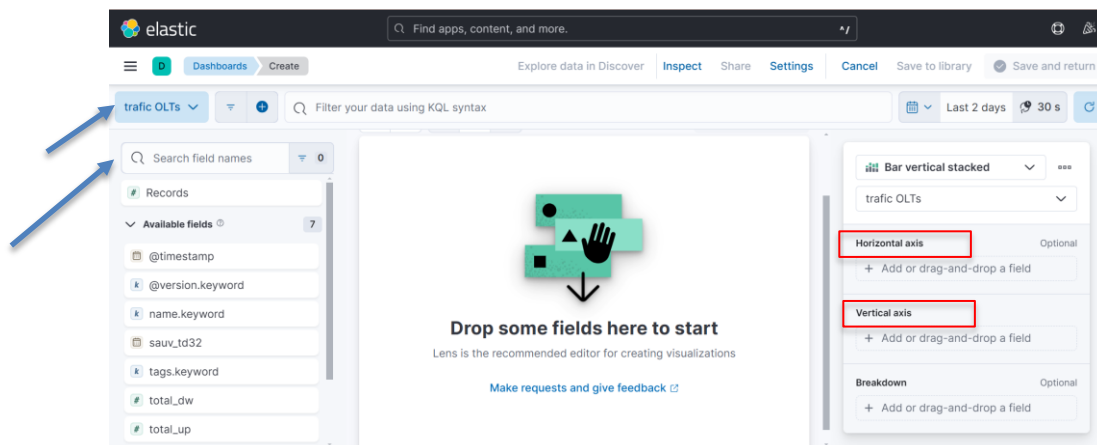 elastic
Find apps, content, and more.
^/
D
Dashboards
Create
Explore data in Discover
Inspect
Share
Settings
Cancel
Save to library
Save and return
trafic OLTs
Filter your data using KQL syntax
Last 2 days
30 s
Search field names
0
Records
Available fields
7
@timestamp
@version.keyword
name.keyword
sauv_td32
tags.keyword
total_dw
total_up
Drop some fields here to start
Lens is the recommended editor for creating visualizations
Make requests and give feedback
Bar vertical stacked
trafic OLTs
Horizontal axis
Optional
+ Add or drag-and-drop a field
Vertical axis
+ Add or drag-and-drop a field
Breakdown
Optional
+ Add or drag-and-drop a field